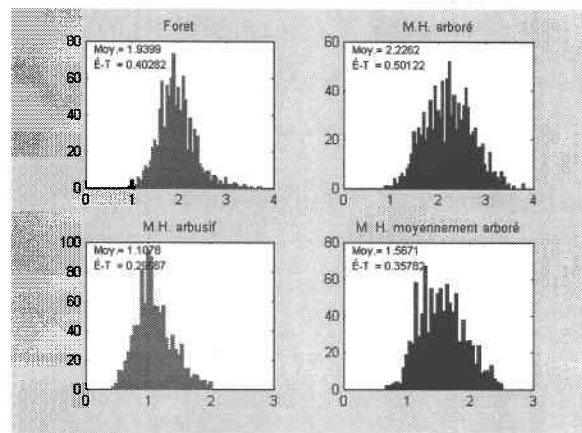 Foret
80
60
40
20
0
Moy.= 1.9399
É-T = 0.40282
0 1 2 3 4
M.H. arboré
60
40
20
0
Moy.= 2.2262
É-T = 0.50122
0 1 2 3 4
M.H. arbusif
100
80
60
40
20
0
Moy.= 1.1078
É-T =
0 1 2 3
M. H. moyennement arboré
80
60
40
20
0
Moy.= 1.5671
É-T = 0.35782
0 1 2 3